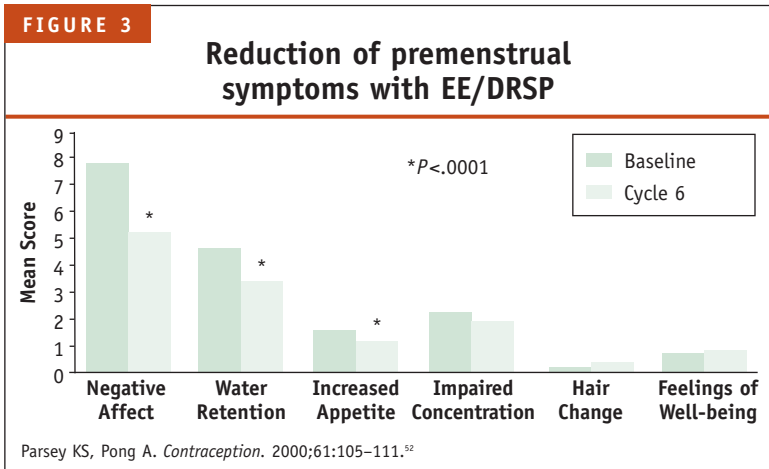 FIGURE 3
Reduction of premenstrual
symptoms with EE/DRSP
9
8
7
6
5
4
3
2
1
0
Mean Score
*P<.0001
Baseline
Cycle 6
*
*
*
Negative
Affect
Water
Retention
Increased
Appetite
Impaired
Concentration
Hair
Change
Feelings of
Well-being
Parsey KS, Pong A. Contraception. 2000;61:105–111.⁵²